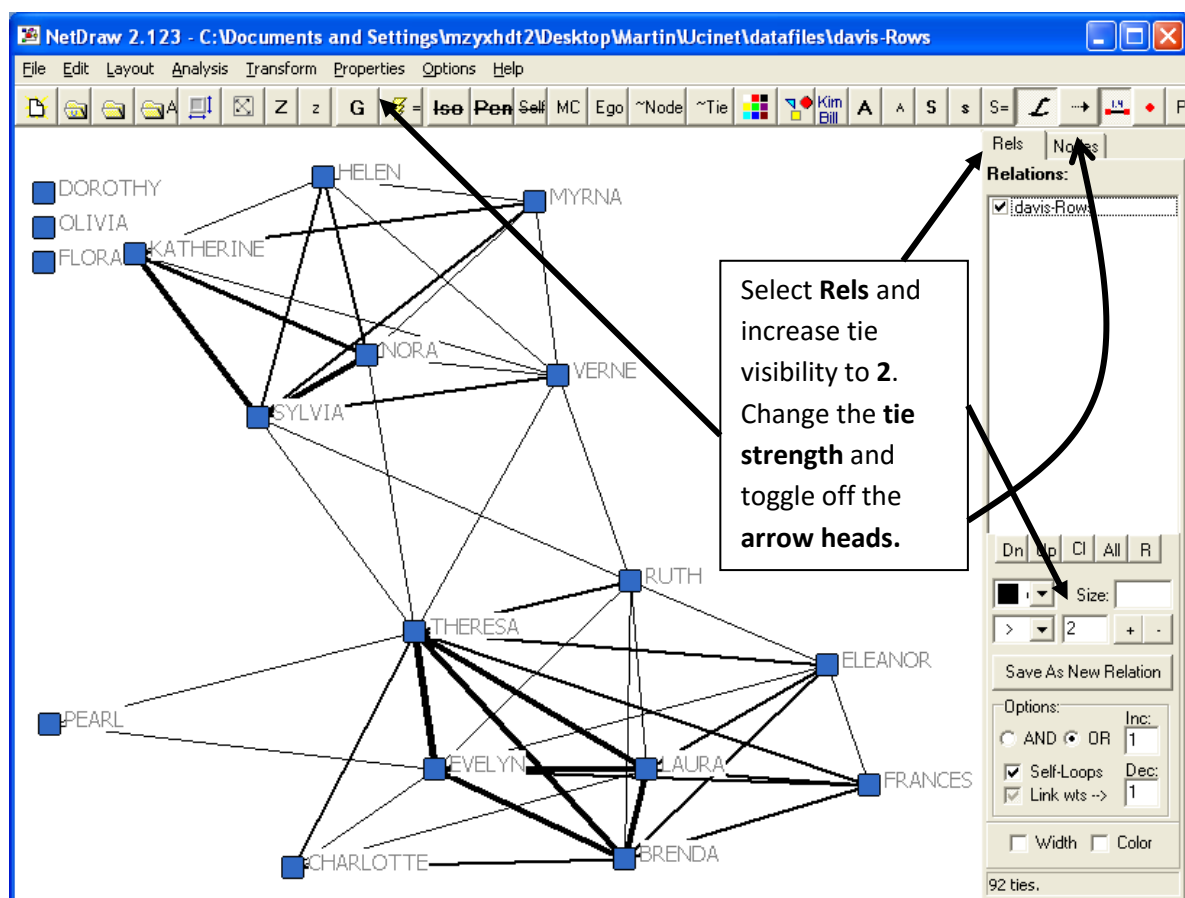 NetDraw 2.123 - C:\Documents and Settings\mzyxhdt2\Desktop\Martin\Ucinet\datafiles\davis-Rows
File Edit Layout Analysis Transform Properties Options Help
A Z z G = Iso Pen Self MC Ego ~Node ~Tie Kim Bill A A S s S= L 1.4 P
Rels Nodes
Relations:
davis-Rows
HELEN
DOROTHY
MYRNA
OLIVIA
KATHERINE
FLORA
Select Rels and
increase tie
visibility to 2.
Change the tie
strength and
toggle off the
arrow heads.
NORA
VERNE
SYLVIA
Dn Up Cl All R
RUTH
Size:
THERESA
> 2 + -
ELEANOR
Save As New Relation
PEARL
Options:
Inc:
AND OR 1
EVELYN
LAURA
Self-Loops Dec:
FRANCES
Link wts --> 1
CHARLOTTE
BRENDA
Width Color
92 ties.